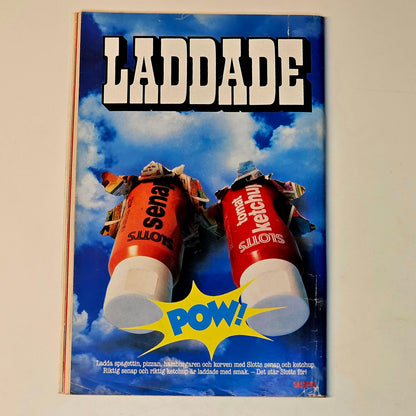 LADDADE
SLOTTS senap
SLOTTS tomat ketchup
POW!
Ladda spagettin, pizzan, hamburgaren och korven med Slotts senap och ketchup.
Riktig senap och riktig ketchup är laddade med smak. – Det står Slotts för!